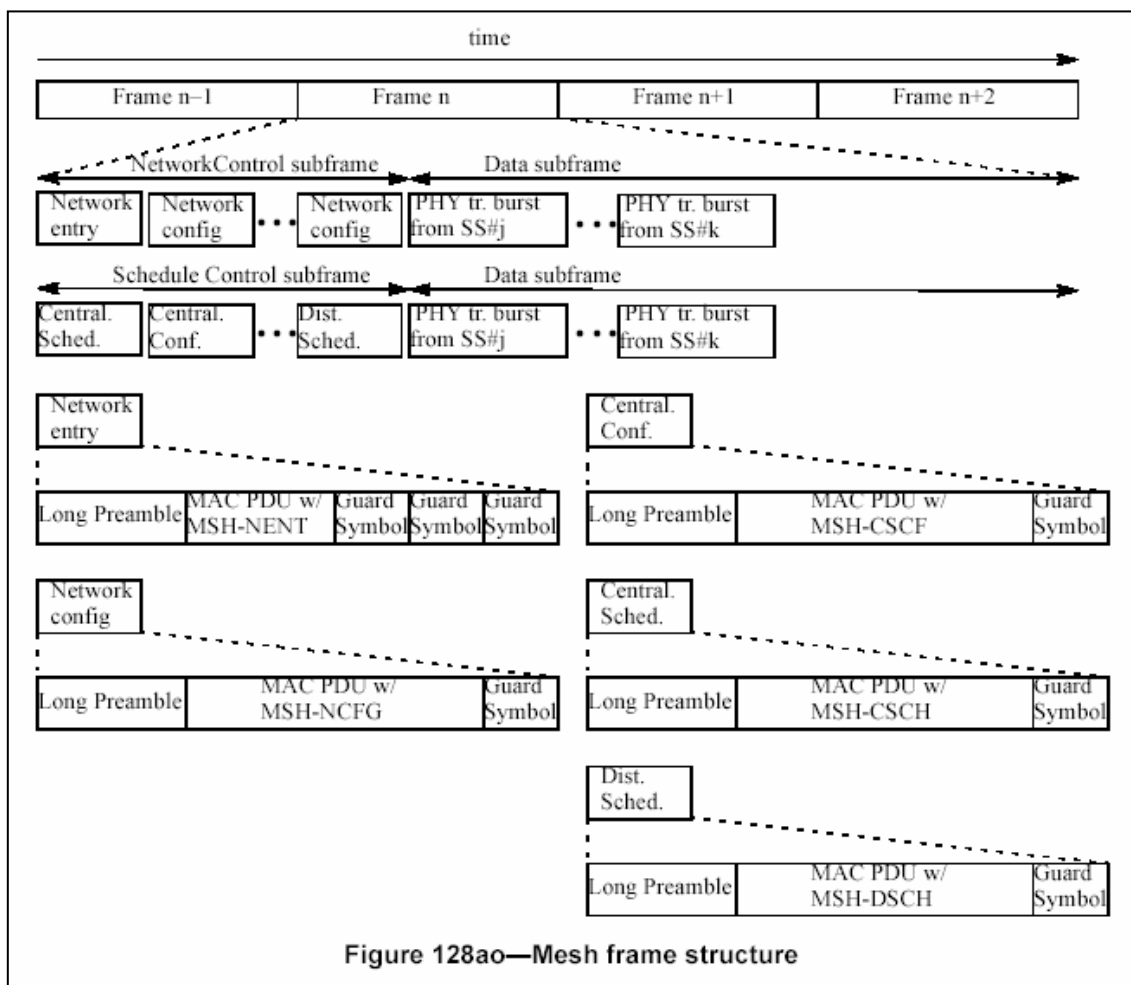 time
Frame n−1 Frame n Frame n+1 Frame n+2
NetworkControl subframe Data subframe
Network entry Network config ••• Network config PHY tr. burst from SS#j ••• PHY tr. burst from SS#k
Schedule Control subframe Data subframe
Central. Sched. Central. Conf. ••• Dist. Sched. PHY tr. burst from SS#j ••• PHY tr. burst from SS#k
Network entry
Central. Conf.
Long Preamble MAC PDU w/ MSH-NENT Guard Symbol Guard Symbol Guard Symbol
Long Preamble MAC PDU w/ MSH-CSCF Guard Symbol
Network config
Central. Sched.
Long Preamble MAC PDU w/ MSH-NCFG Guard Symbol
Long Preamble MAC PDU w/ MSH-CSCH Guard Symbol
Dist. Sched.
Long Preamble MAC PDU w/ MSH-DSCH Guard Symbol
Figure 128ao—Mesh frame structure